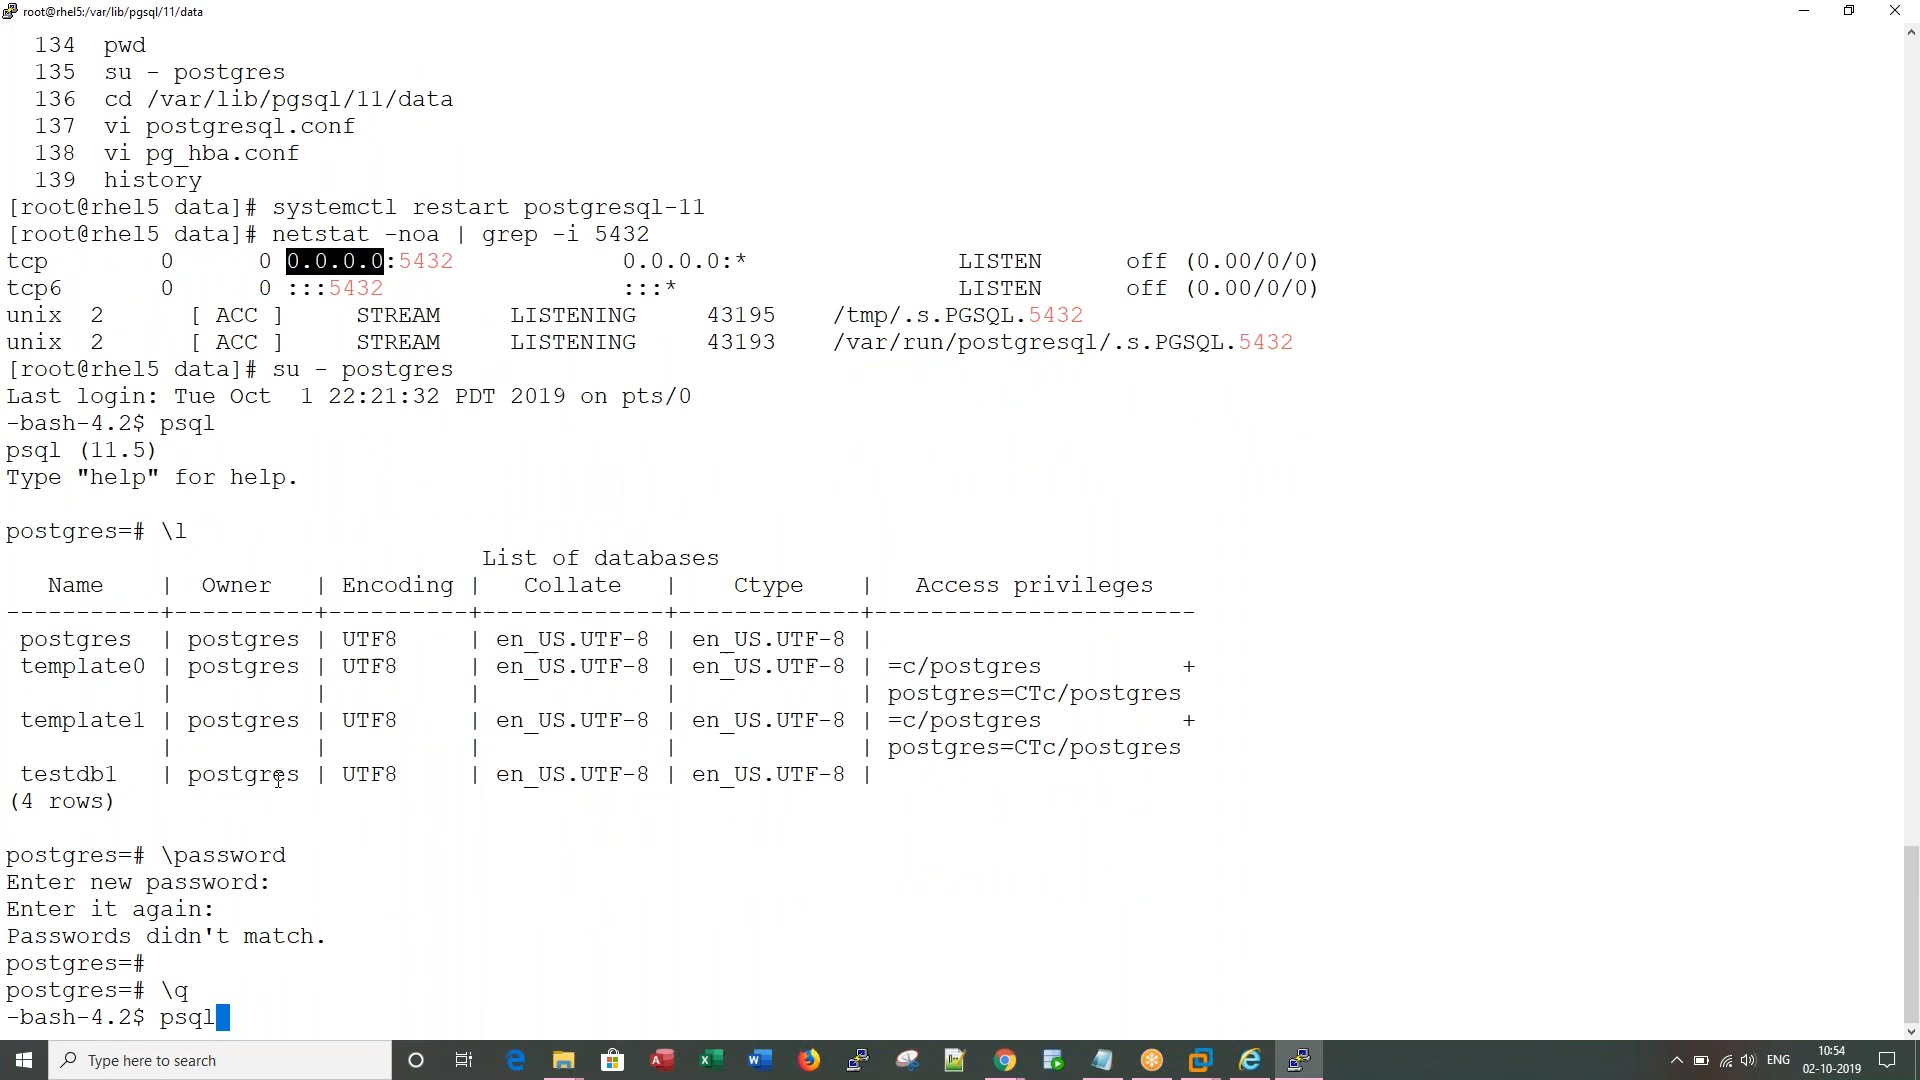 root@rhel5:/var/lib/pgsql/11/data
134 pwd
135 su - postgres
136 cd /var/lib/pgsql/11/data
137 vi postgresql.conf
138 vi pg_hba.conf
139 history
[root@rhel5 data]# systemctl restart postgresql-11
[root@rhel5 data]# netstat -noa | grep -i 5432
tcp 0 0 0.0.0.0:5432 0.0.0.0:* LISTEN off (0.00/0/0)
tcp6 0 0 :::5432 :::* LISTEN off (0.00/0/0)
unix 2 [ ACC ] STREAM LISTENING 43195 /tmp/.s.PGSQL.5432
unix 2 [ ACC ] STREAM LISTENING 43193 /var/run/postgresql/.s.PGSQL.5432
[root@rhel5 data]# su - postgres
Last login: Tue Oct 1 22:21:32 PDT 2019 on pts/0
-bash-4.2$ psql
psql (11.5)
Type "help" for help.
postgres=# \l
List of databases
Name | Owner | Encoding | Collate | Ctype | Access privileges
-----------+----------+----------+-------------+-------------+-----------------------
postgres | postgres | UTF8 | en_US.UTF-8 | en_US.UTF-8 |
template0 | postgres | UTF8 | en_US.UTF-8 | en_US.UTF-8 | =c/postgres +
| | | | | postgres=CTc/postgres
template1 | postgres | UTF8 | en_US.UTF-8 | en_US.UTF-8 | =c/postgres +
| | | | | postgres=CTc/postgres
testdb1 | postgres | UTF8 | en_US.UTF-8 | en_US.UTF-8 |
(4 rows)
postgres=# \password
Enter new password:
Enter it again:
Passwords didn't match.
postgres=#
postgres=# \q
-bash-4.2$ psql
Type here to search
ENG
10:54
02-10-2019